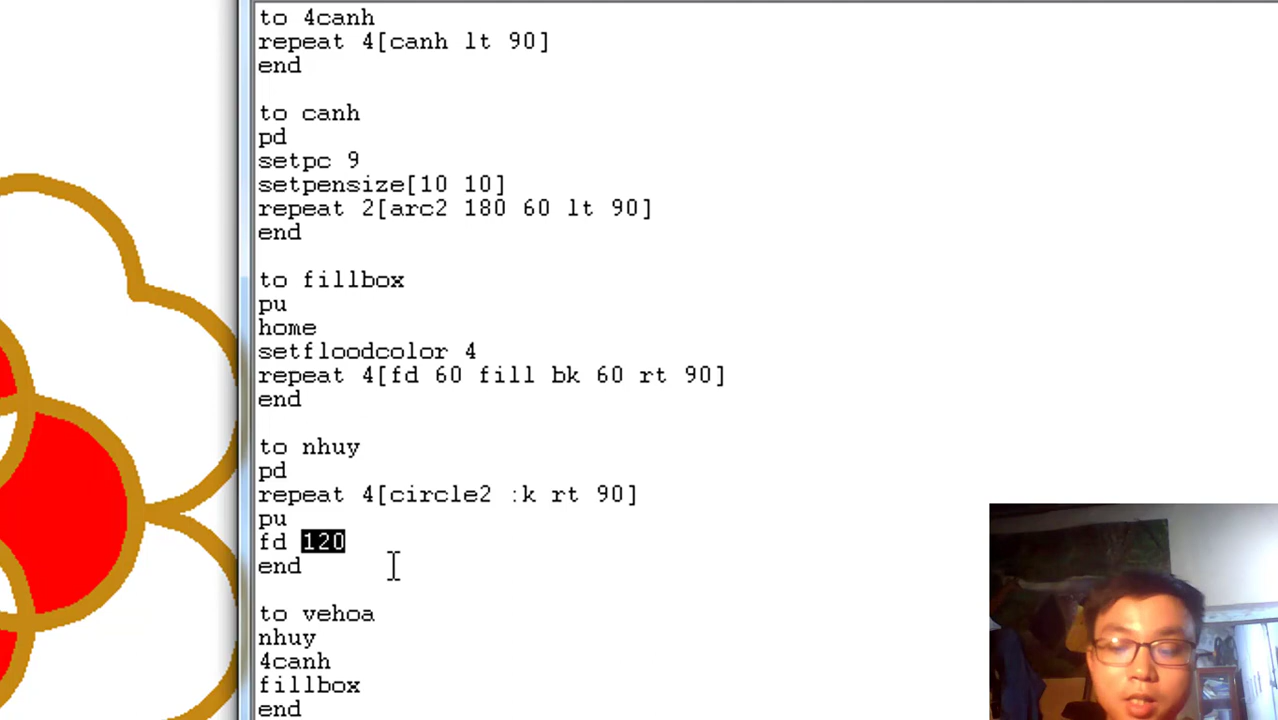 to 4canh
repeat 4[canh lt 90]
end
to canh
pd
setpc 9
setpensize[10 10]
repeat 2[arc2 180 60 lt 90]
end
to fillbox
pu
home
setfloodcolor 4
repeat 4[fd 60 fill bk 60 rt 90]
end
to nhuy
pd
repeat 4[circle2 :k rt 90]
pu
fd 120
end
to vehoa
nhuy
4canh
fillbox
end